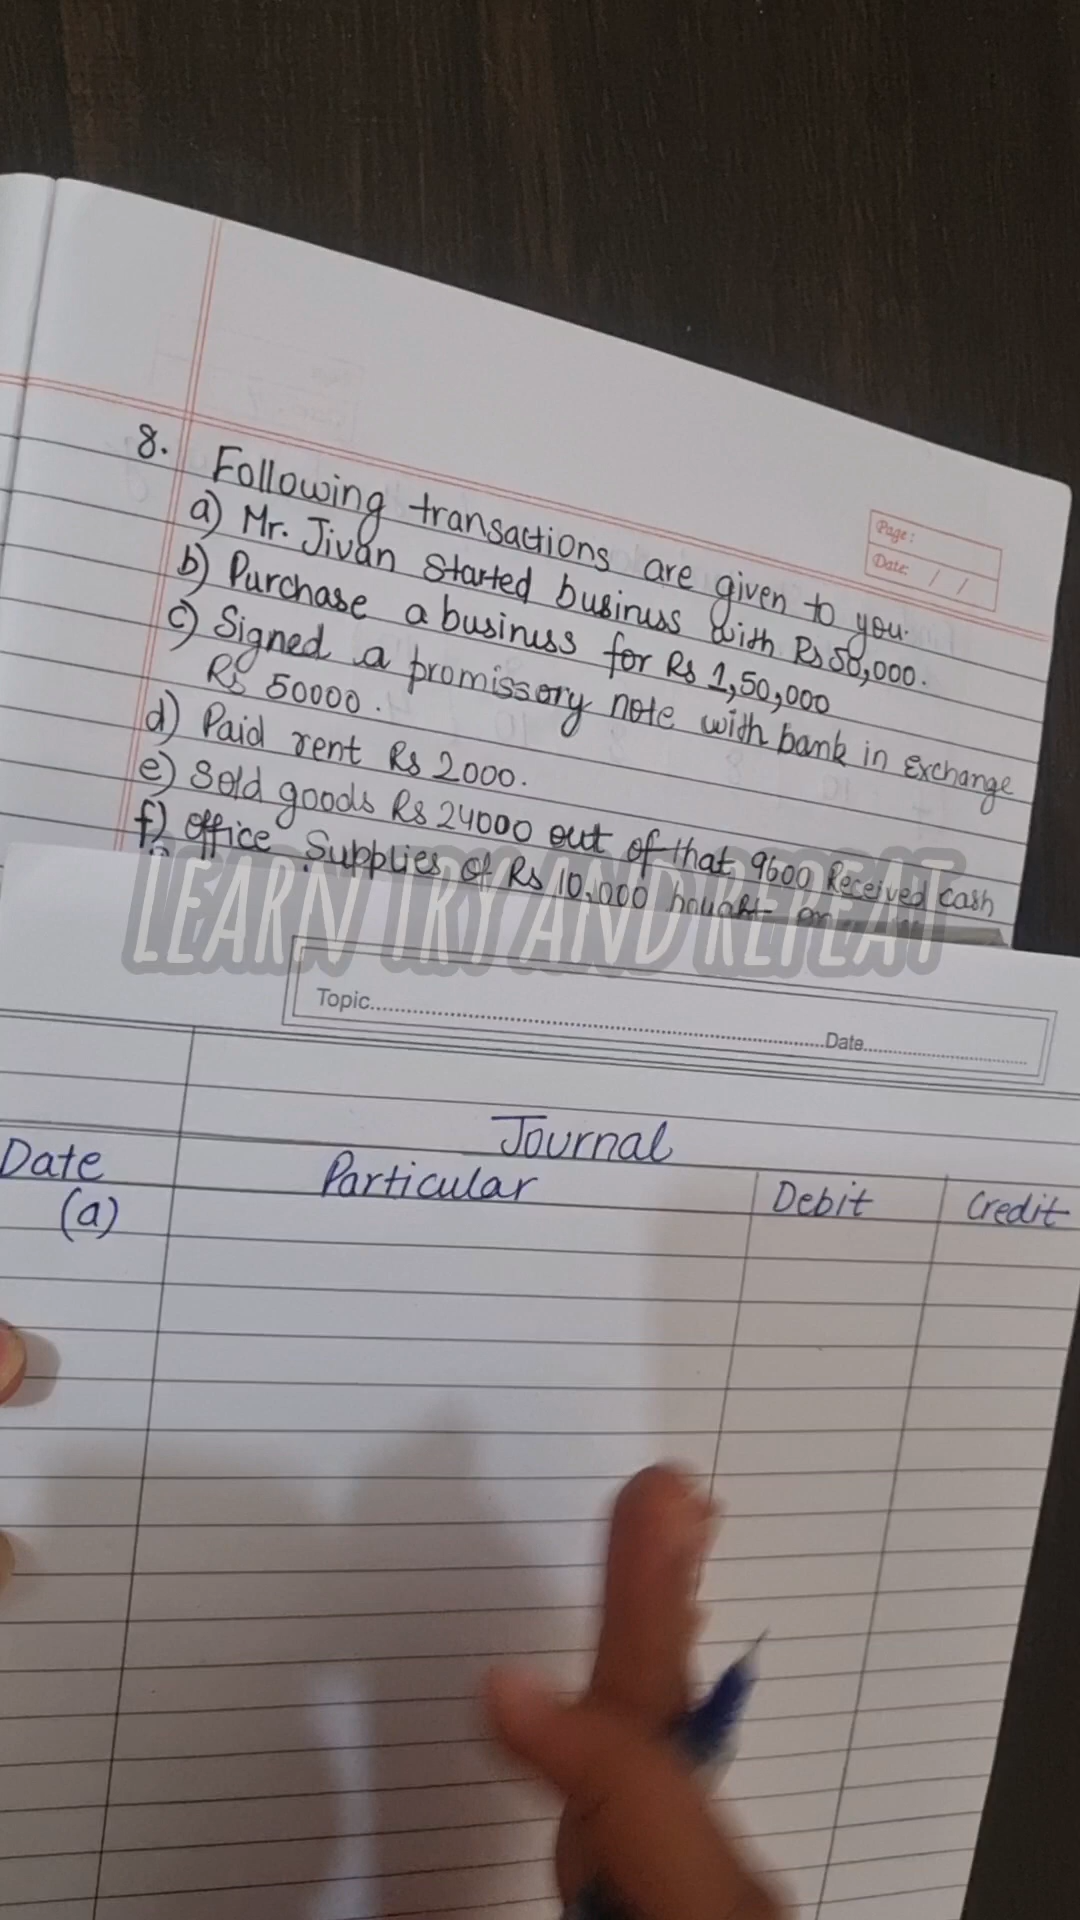 8. Following transactions are given to you.
a) Mr. Jivan Started business with Rs 50,000.
b) Purchase a business for Rs 1,50,000
c) Signed a promissory note with bank in exchange
Rs 50000.
d) Paid rent Rs 2000.
e) Sold goods Rs 24000 out of that 9600 Received cash
f) office Supplies of Rs 10,000 bought on
LEARN TRY AND REPEAT
Page:
Date: / /
Topic.......Date.......
Journal
Date Particular Debit Credit
(a)